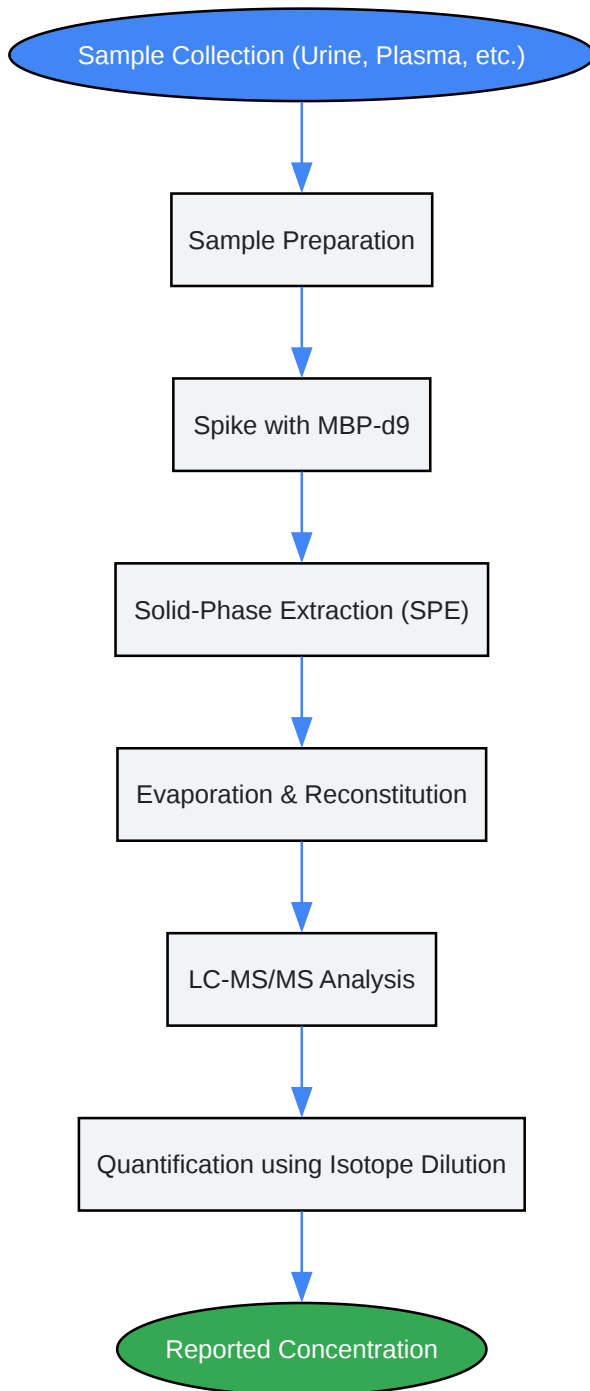 Sample Collection (Urine, Plasma, etc.)
Sample Preparation
Spike with MBP-d9
Solid-Phase Extraction (SPE)
Evaporation & Reconstitution
LC-MS/MS Analysis
Quantification using Isotope Dilution
Reported Concentration